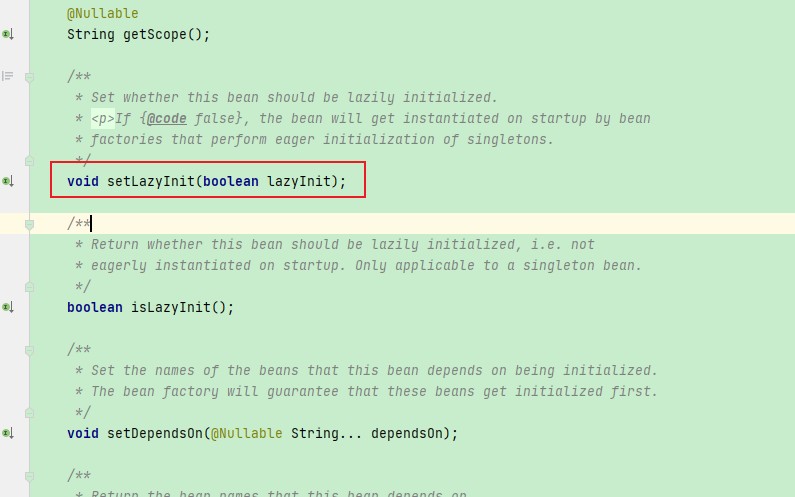 @Nullable
String getScope();
/**
* Set whether this bean should be lazily initialized.
* <p>If {@code false}, the bean will get instantiated on startup by bean
* factories that perform eager initialization of singletons.
*/
void setLazyInit(boolean lazyInit);
/**
* Return whether this bean should be lazily initialized, i.e. not
* eagerly instantiated on startup. Only applicable to a singleton bean.
*/
boolean isLazyInit();
/**
* Set the names of the beans that this bean depends on being initialized.
* The bean factory will guarantee that these beans get initialized first.
*/
void setDependsOn(@Nullable String... dependsOn);
/**
* Return the bean names that this bean depends on.